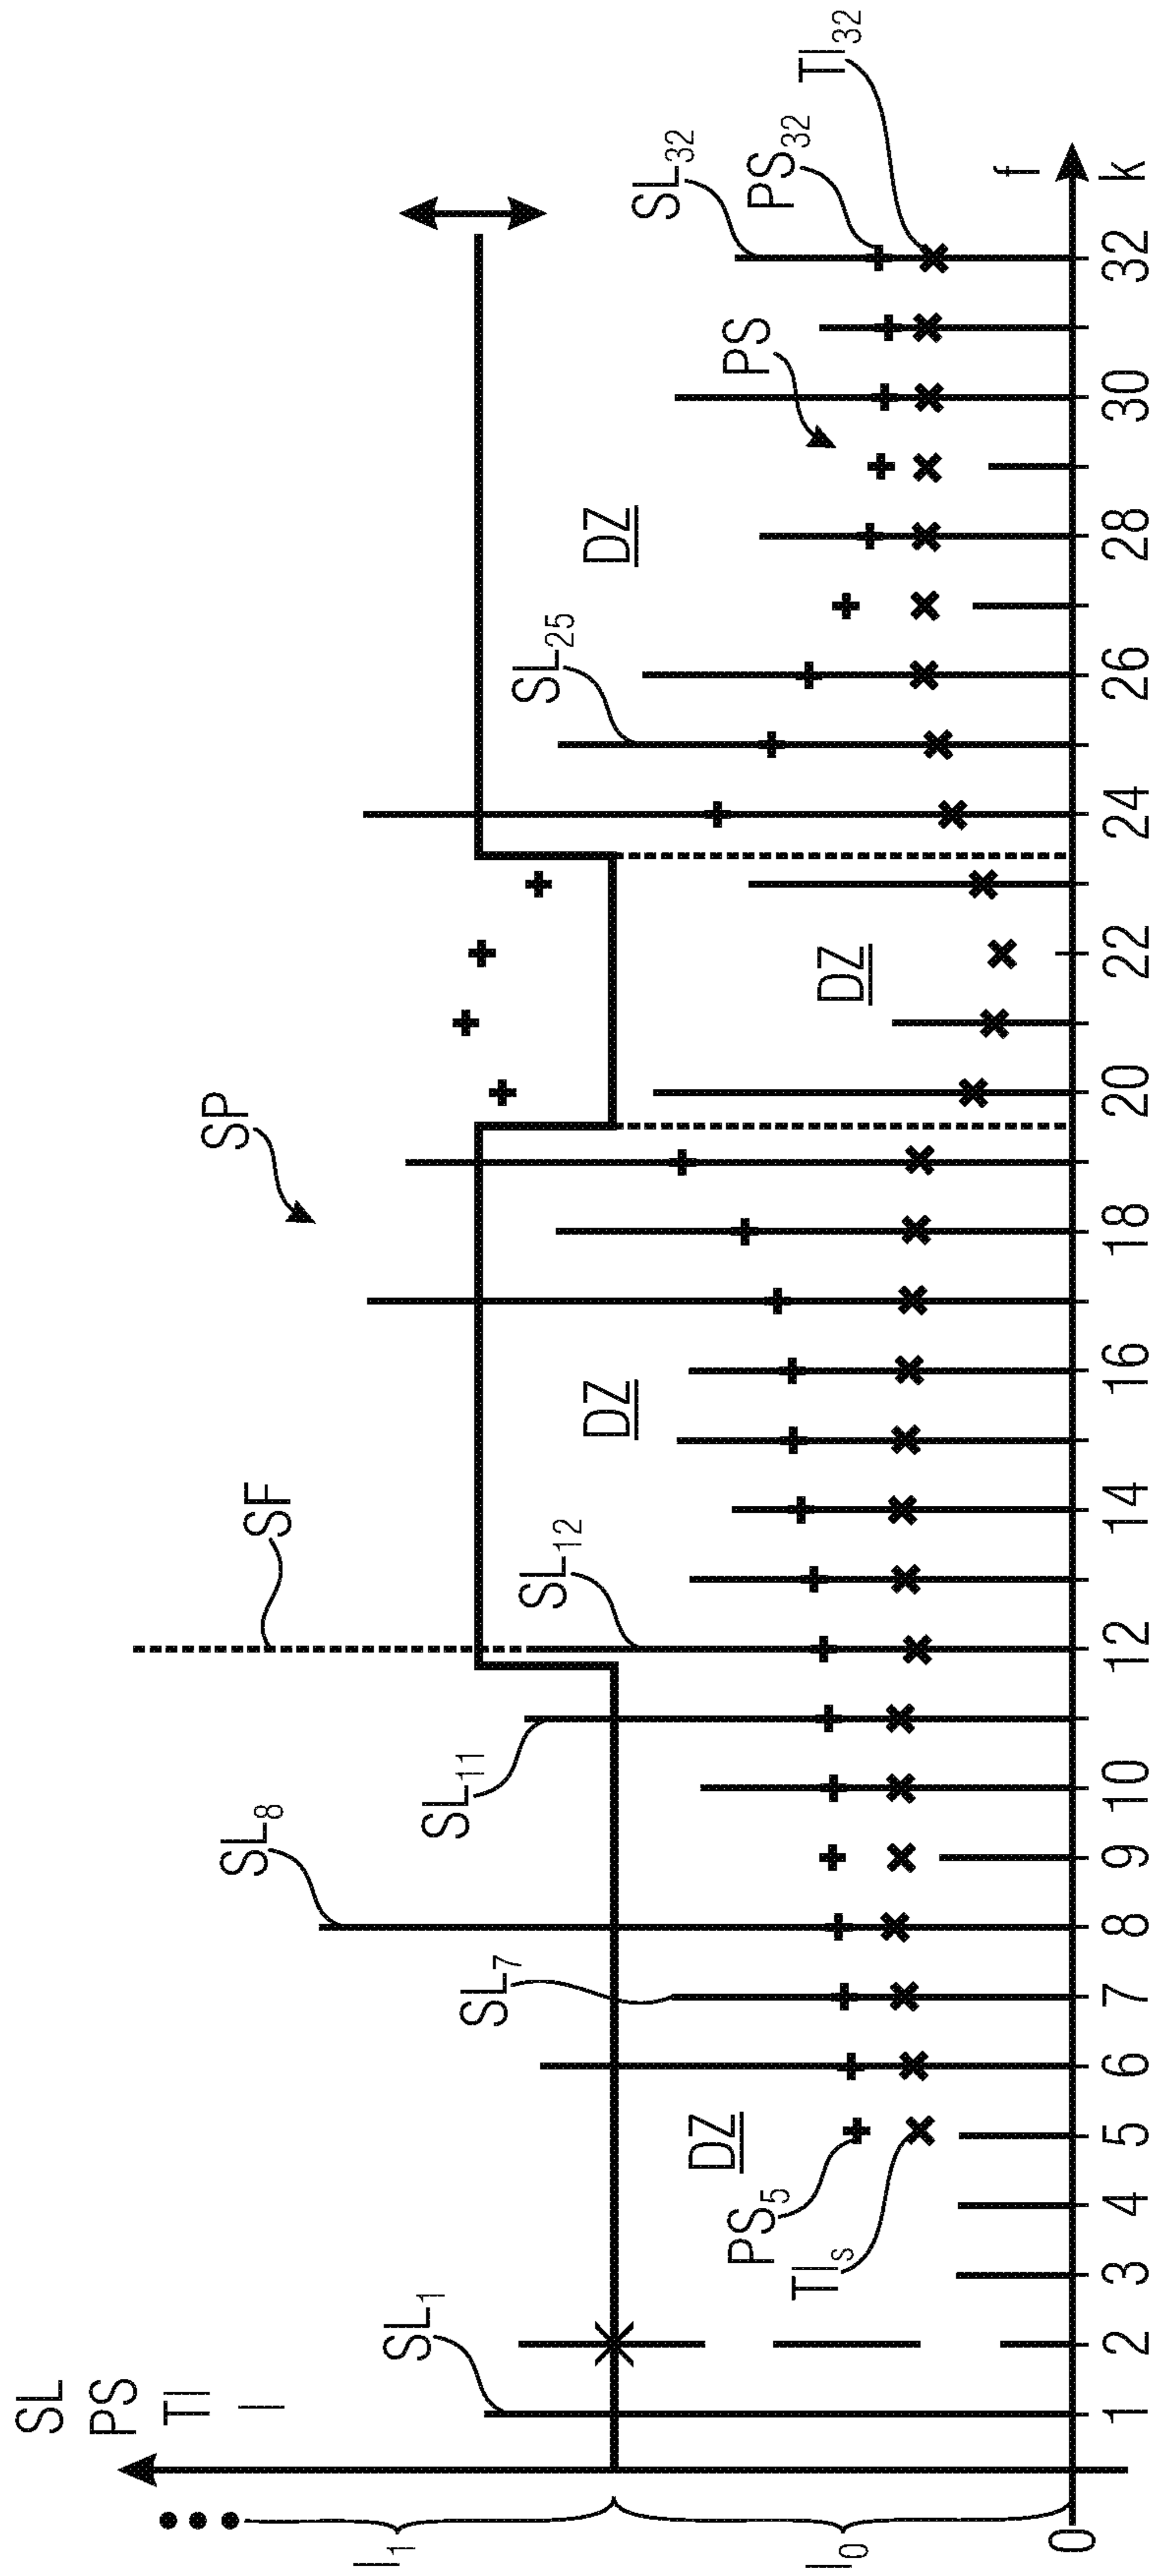 SL
PS
TI
I
I₁
I₀
0
SL₁
SL₇
SL₈
SL₁₁
SF
SL₁₂
SP
SL₂₅
SL₃₂
PS₃₂
TI₃₂
PS
DZ
DZ
DZ
DZ
PS₅
TIₛ
f
k
1 2 3 4 5 6 7 8 9 10 12 14 16 18 20 22 24 26 28 30 32